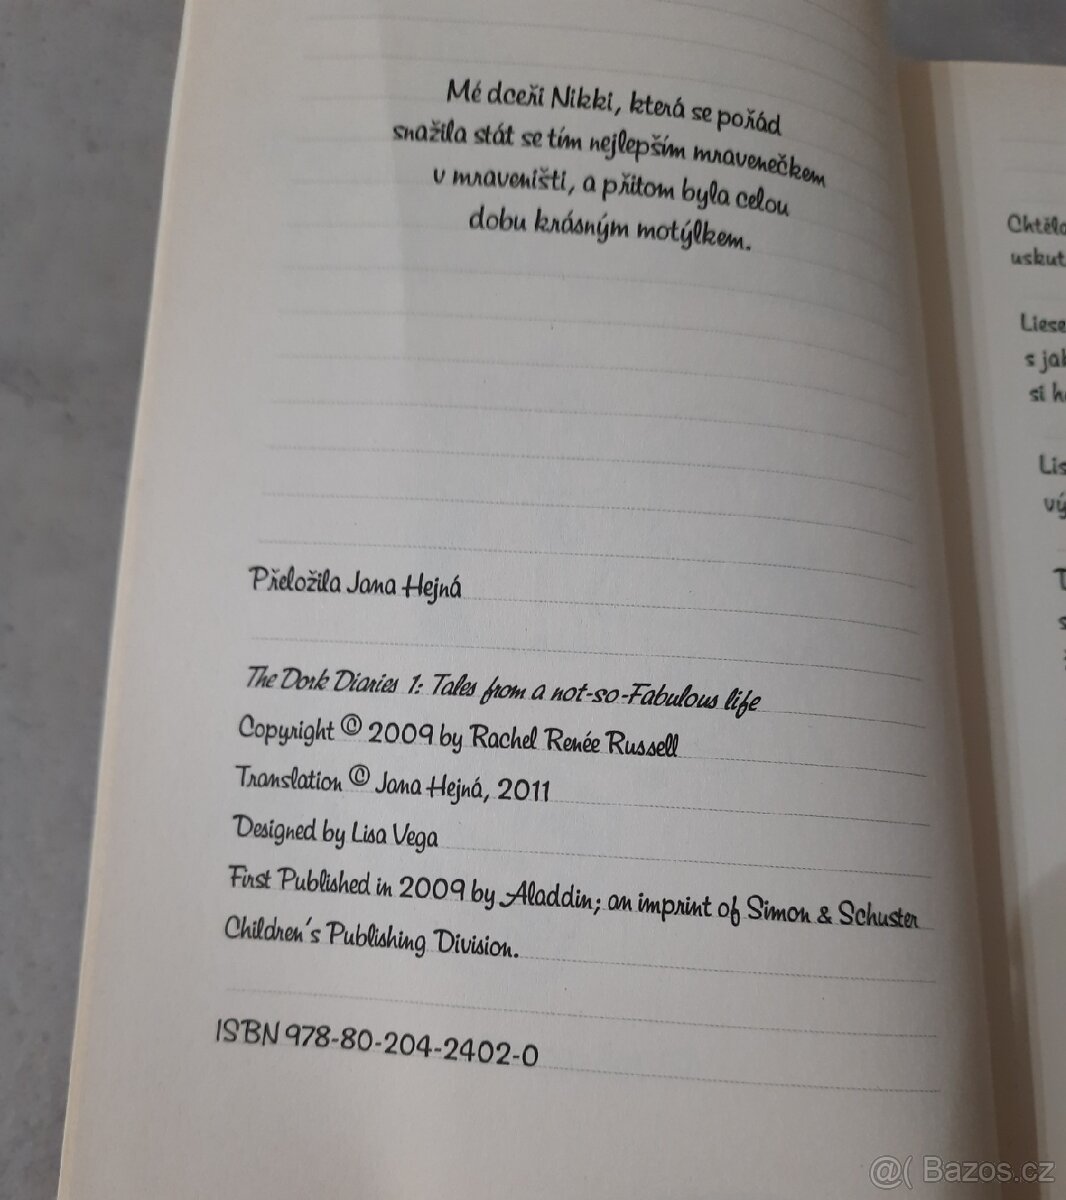 Mé dceři Nikki, která se pořád
snažila stát se tím nejlepším mravenečkem
v mraveništi, a přitom byla celou
dobu krásným motýlkem.
Přeložila Jana Hejná
The Dork Diaries 1: Tales from a not-so-Fabulous life
Copyright © 2009 by Rachel Renée Russell
Translation © Jana Hejná, 2011
Designed by Lisa Vega
First Published in 2009 by Aladdin; an imprint of Simon & Schuster
Children's Publishing Division.
ISBN 978-80-204-2402-0
s jak
si
@( Bazos.cz